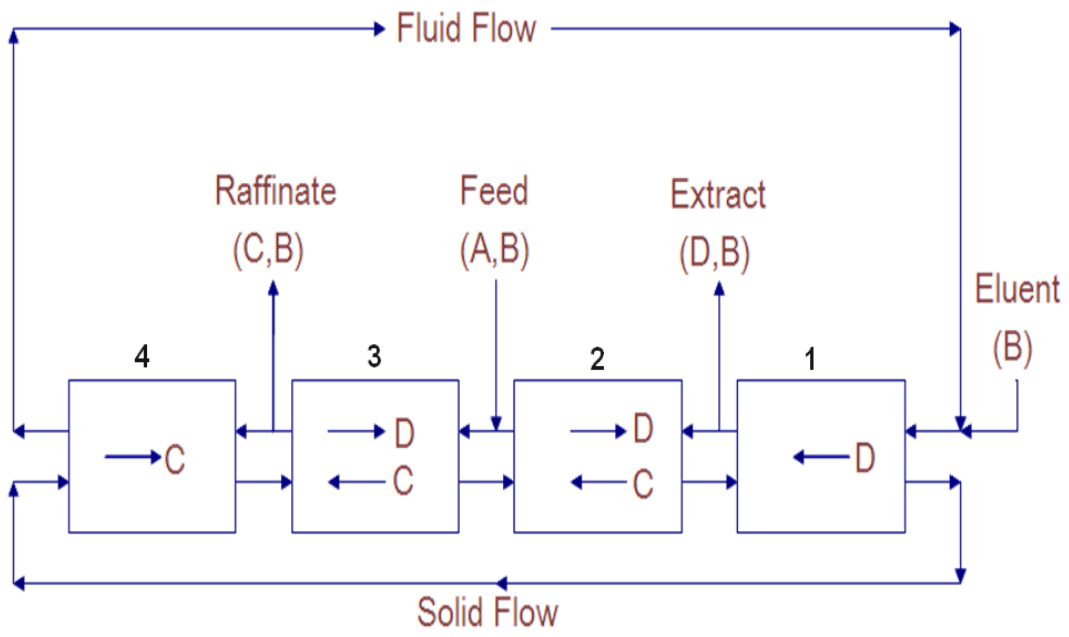 Fluid Flow
Raffinate
(C,B)
Feed
(A,B)
Extract
(D,B)
Eluent
(B)
4
3
2
1
C
D
C
D
C
D
Solid Flow